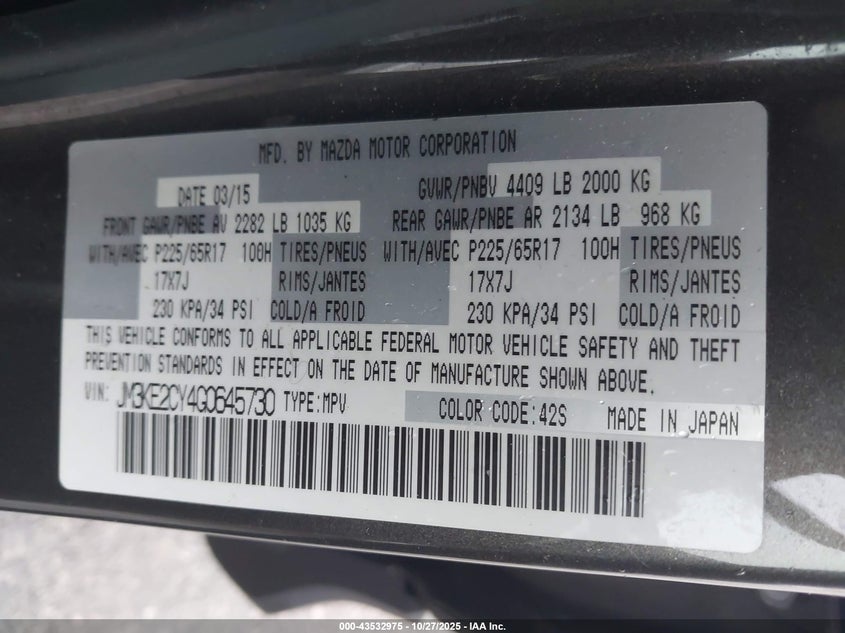 MFD. BY MAZDA MOTOR CORPORATION
DATE 03/15 GVWR/PNBV 4409 LB 2000 KG
FRONT GAWR/PNBE AV 2282 LB 1035 KG REAR GAWR/PNBE AR 2134 LB 968 KG
WITH/AVEC P225/65R17 100H TIRES/PNEUS WITH/AVEC P225/65R17 100H TIRES/PNEUS
17X7J RIMS/JANTES 17X7J RIMS/JANTES
230 KPA/34 PSI COLD/A FROID 230 KPA/34 PSI COLD/A FROID
THIS VEHICLE CONFORMS TO ALL APPLICABLE FEDERAL MOTOR VEHICLE SAFETY AND THEFT
PREVENTION STANDARDS IN EFFECT ON THE DATE OF MANUFACTURE SHOWN ABOVE.
VIN: JM3KE2CY4G0645730 TYPE:MPV COLOR CODE:42S MADE IN JAPAN
000-43532975 - 10/27/2025 - IAA Inc.